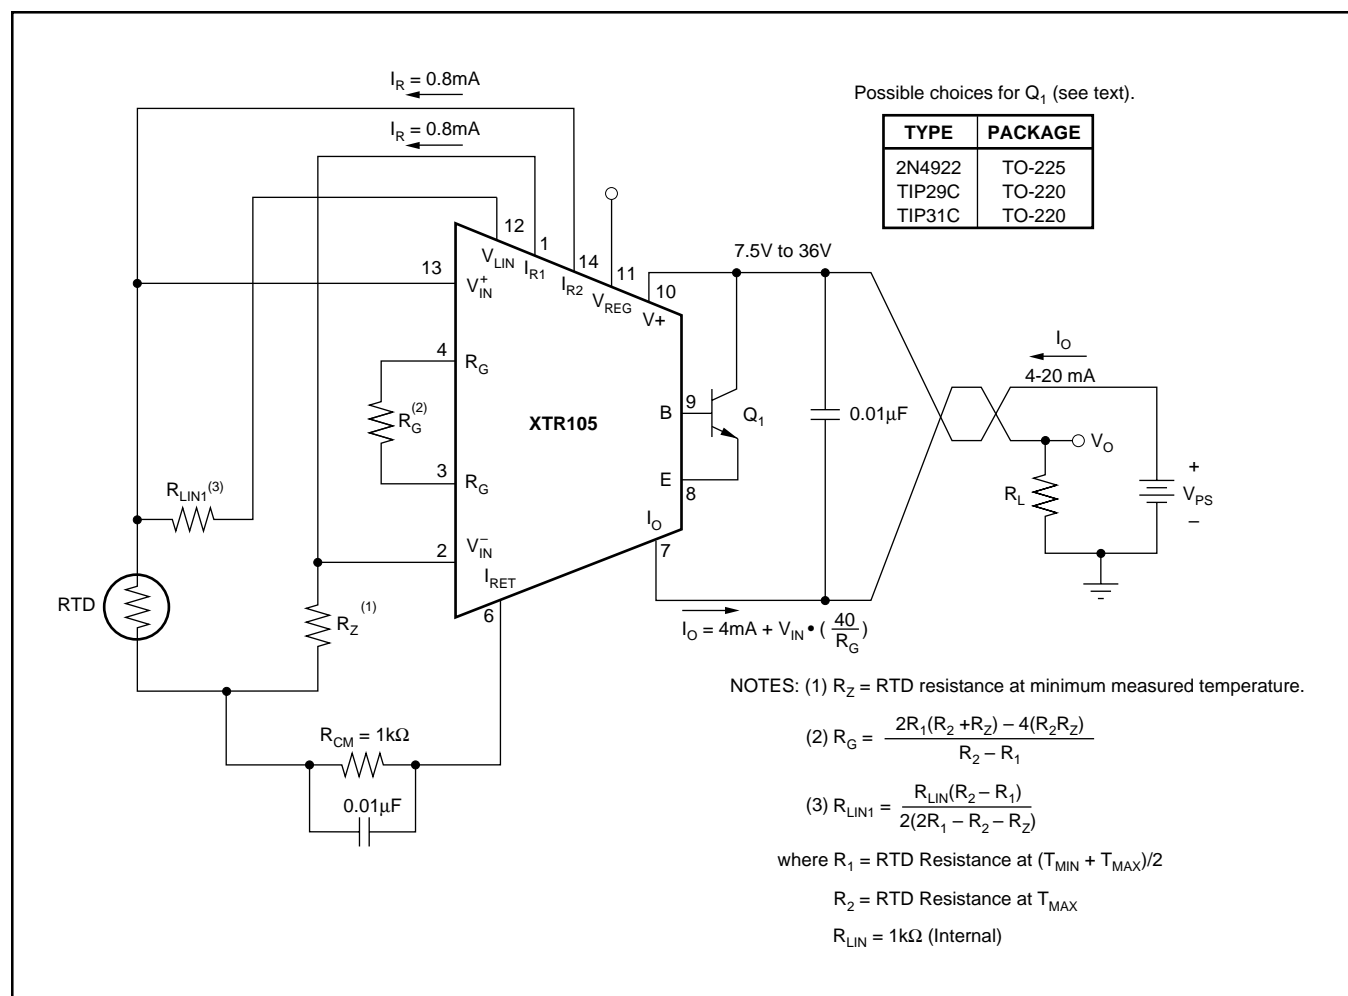 I_R = 0.8mA
I_R = 0.8mA
Possible choices for Q_1 (see text).
TYPE PACKAGE
2N4922 TO-225
TIP29C TO-220
TIP31C TO-220
12
V_LIN
1
I_R1
14
I_R2
11
V_REG
10
V+
7.5V to 36V
13
V_IN^+
4
R_G
R_G^(2)
3
R_G
XTR105
B
9
Q_1
E
8
0.01µF
I_O
4-20 mA
V_O
R_L
+
V_PS
–
R_LIN1^(3)
2
V_IN^–
I_RET
6
I_O
7
RTD
R_Z^(1)
I_O = 4mA + V_IN • (40/R_G)
R_CM = 1kΩ
0.01µF
NOTES: (1) R_Z = RTD resistance at minimum measured temperature.
(2) R_G = 2R_1(R_2 +R_Z) – 4(R_2R_Z) / R_2 – R_1
(3) R_LIN1 = R_LIN(R_2 – R_1) / 2(2R_1 – R_2 – R_Z)
where R_1 = RTD Resistance at (T_MIN + T_MAX)/2
R_2 = RTD Resistance at T_MAX
R_LIN = 1kΩ (Internal)